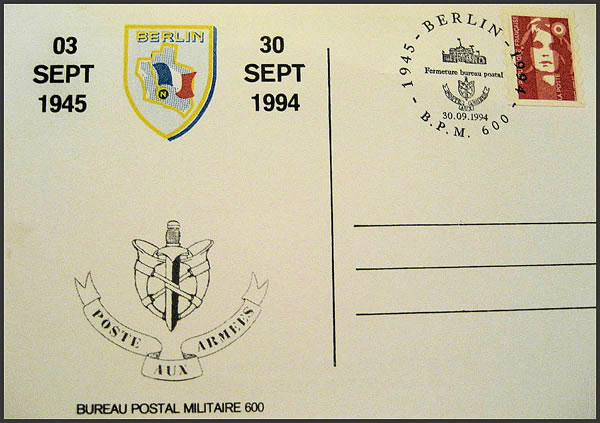 03
SEPT
1945
BERLIN
30
SEPT
1994
1945 - BERLIN - 1994
Fermeture bureau postal
30.09.1994
B.P.M. 600
POSTE
AUX
ARMEES
BUREAU POSTAL MILITAIRE 600